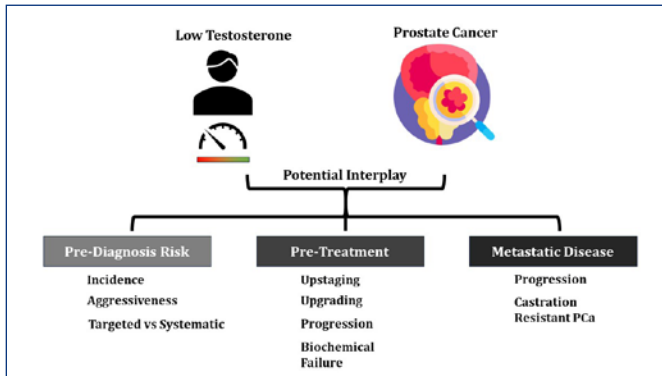 Low Testosterone
Prostate Cancer
Potential Interplay
Pre-Diagnosis Risk
Incidence
Aggressiveness
Targeted vs Systematic
Pre-Treatment
Upstaging
Upgrading
Progression
Biochemical
Failure
Metastatic Disease
Progression
Castration
Resistant PCa